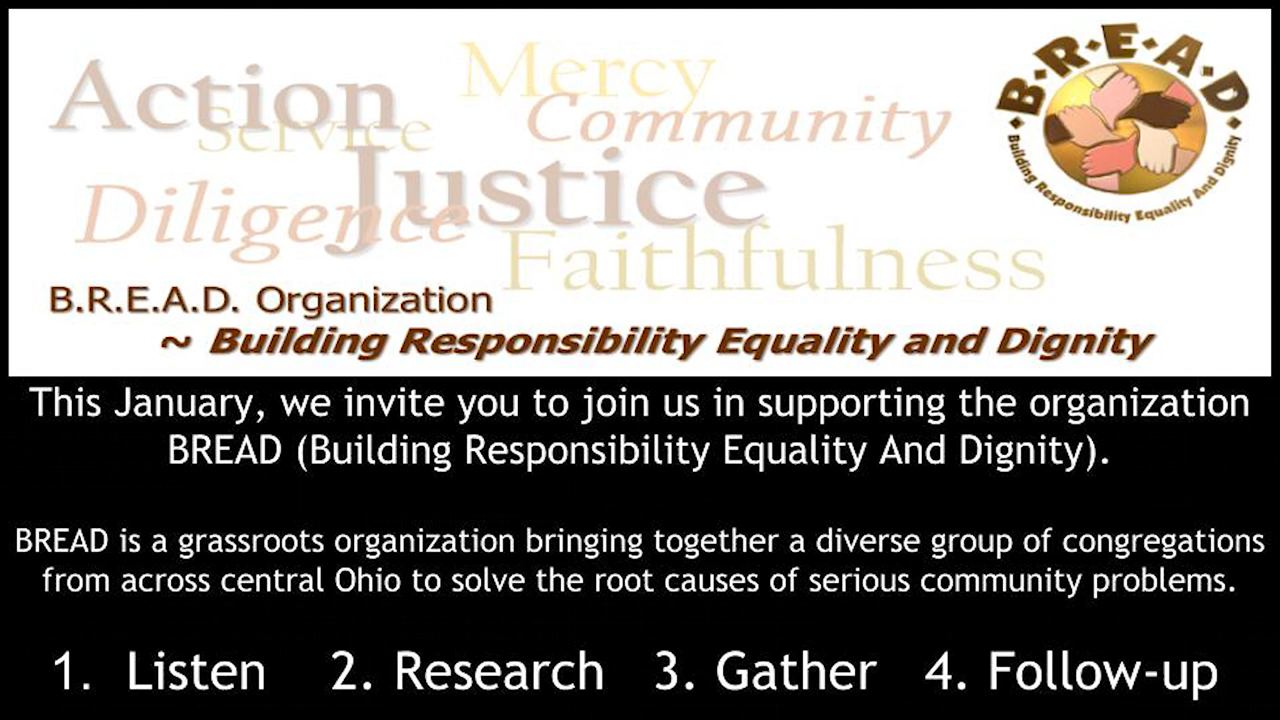 Action
Mercy
Service
Community
Justice
Diligence
Faithfulness
B·R·E·A·D
Building Responsibility Equality And Dignity
B.R.E.A.D. Organization
~ Building Responsibility Equality and Dignity
This January, we invite you to join us in supporting the organization
BREAD (Building Responsibility Equality And Dignity).
BREAD is a grassroots organization bringing together a diverse group of congregations
from across central Ohio to solve the root causes of serious community problems.
1. Listen 2. Research 3. Gather 4. Follow-up